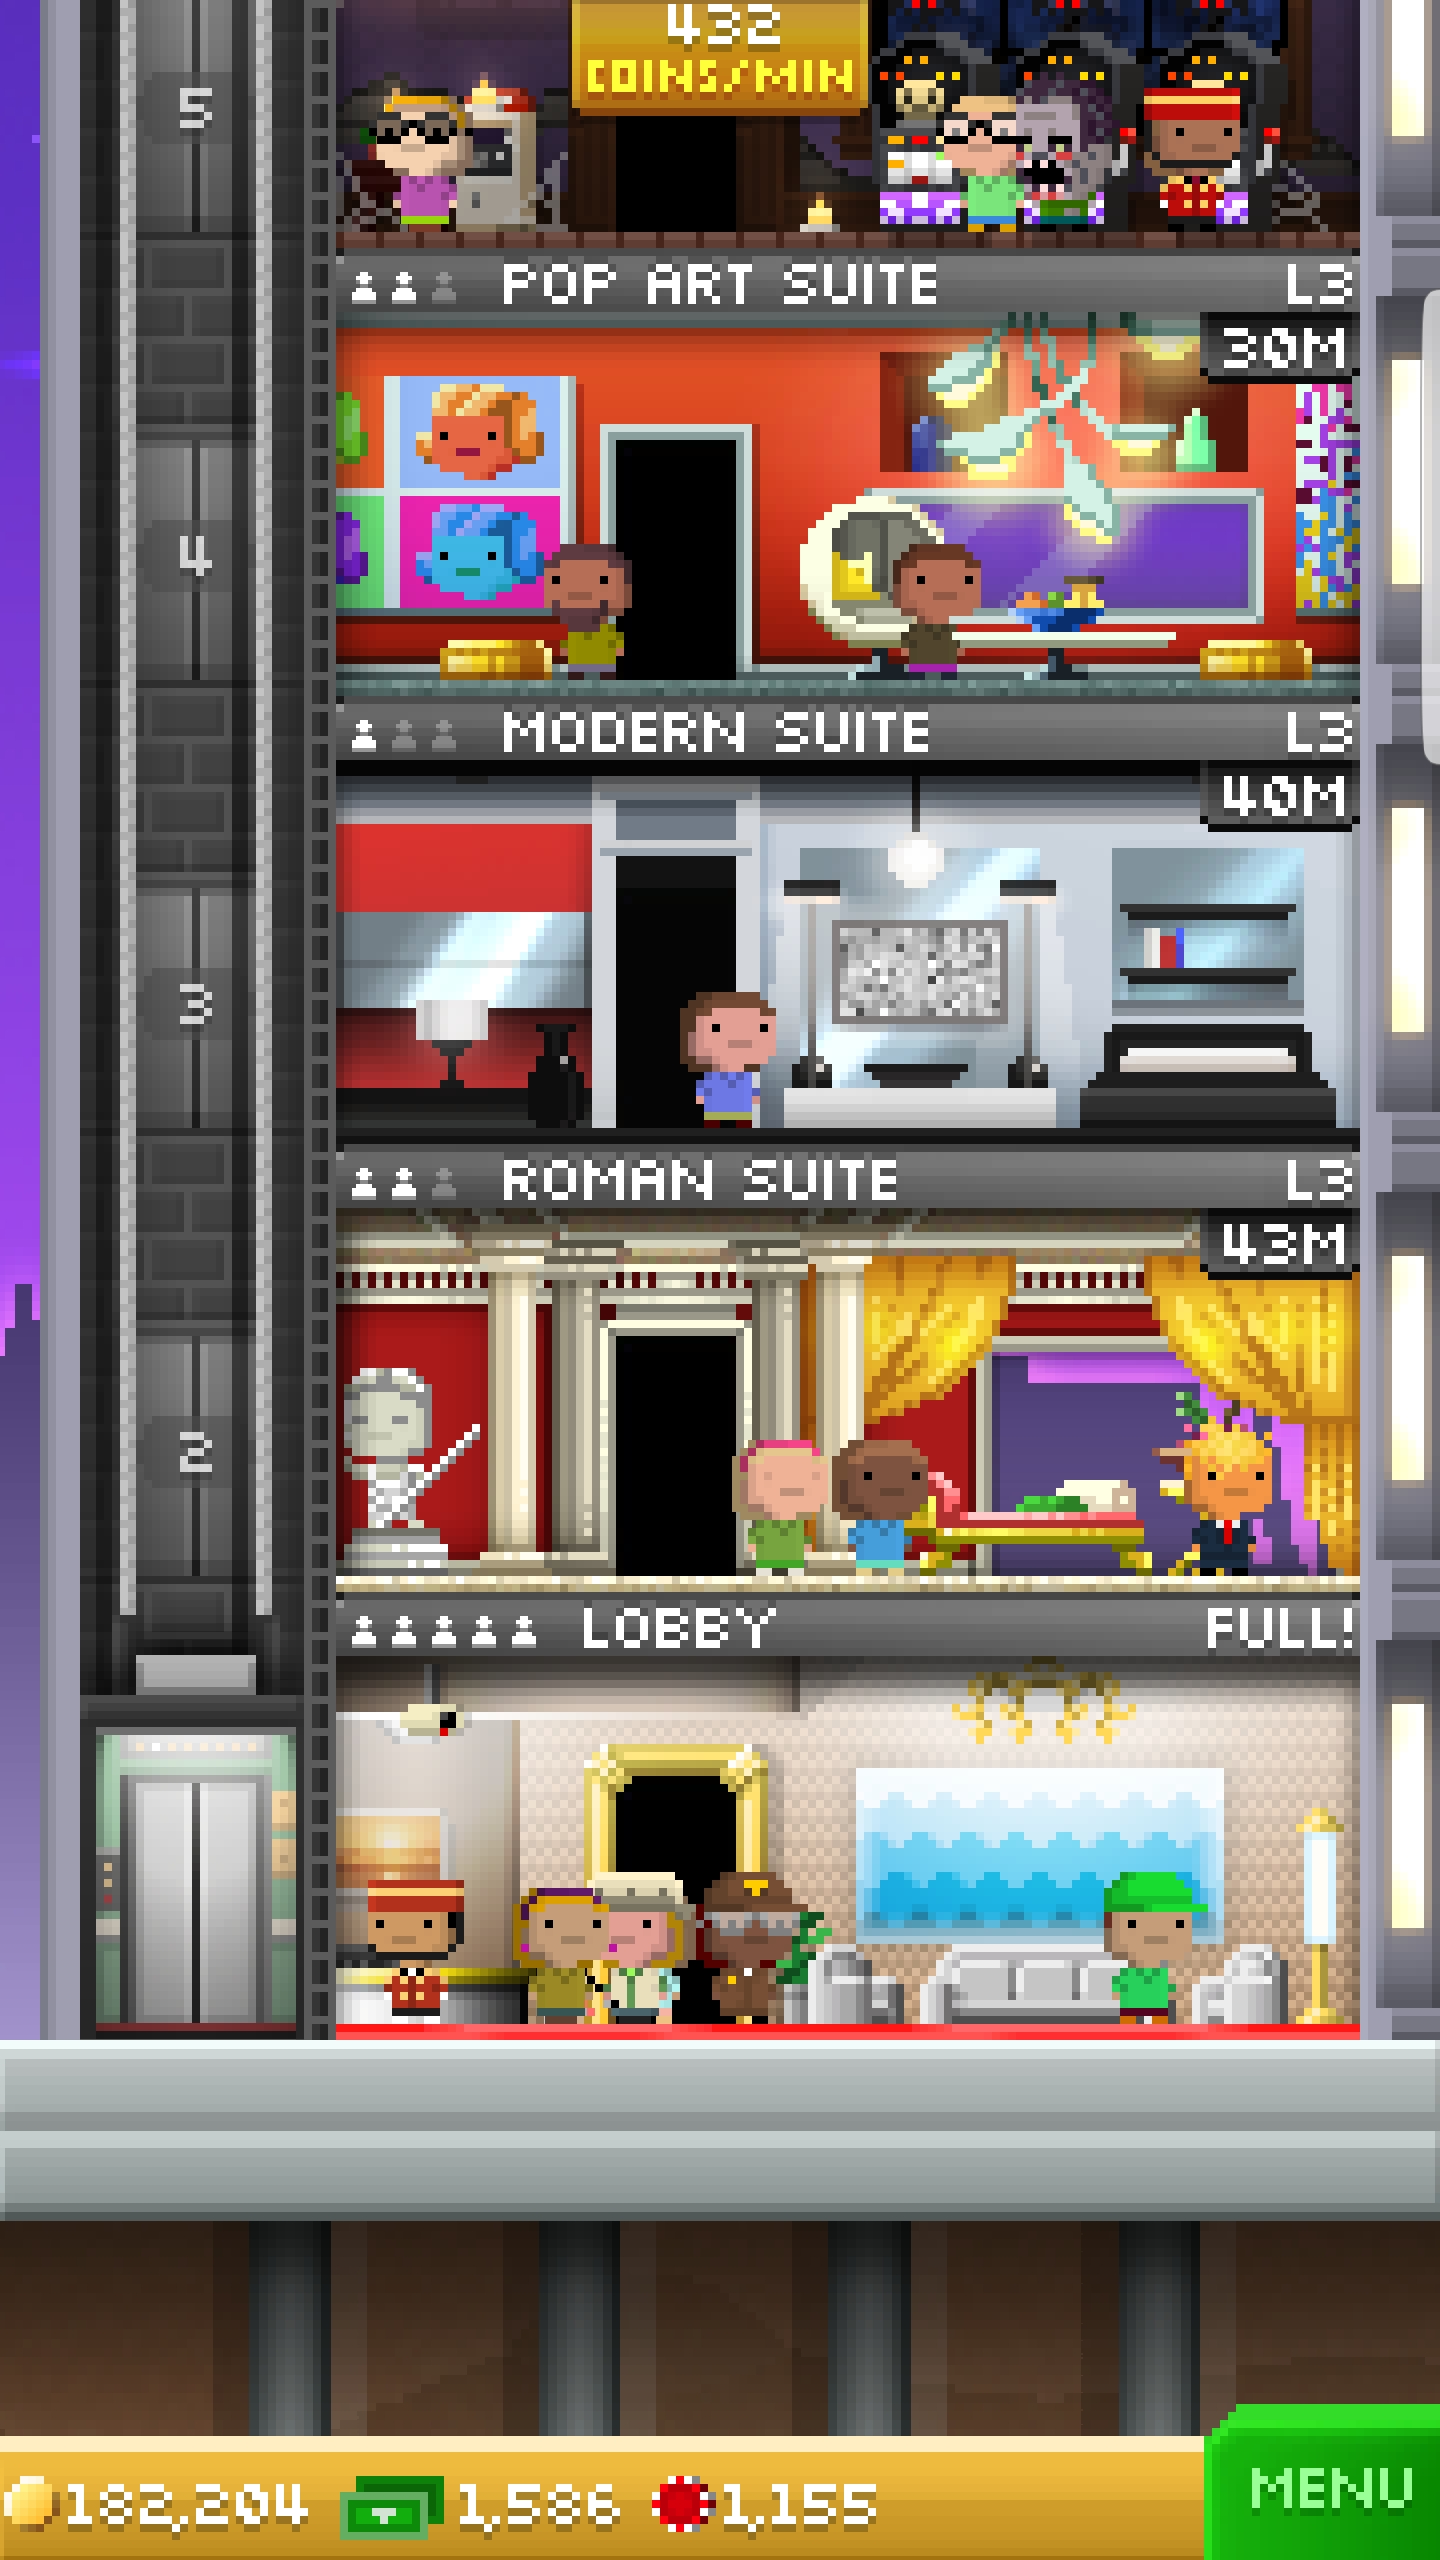 432
COINS/MIN
5
POP ART SUITE L3
30M
4
MODERN SUITE L3
40M
3
ROMAN SUITE L3
43M
2
LOBBY FULL!
182,204 1,586 1,155
MENU